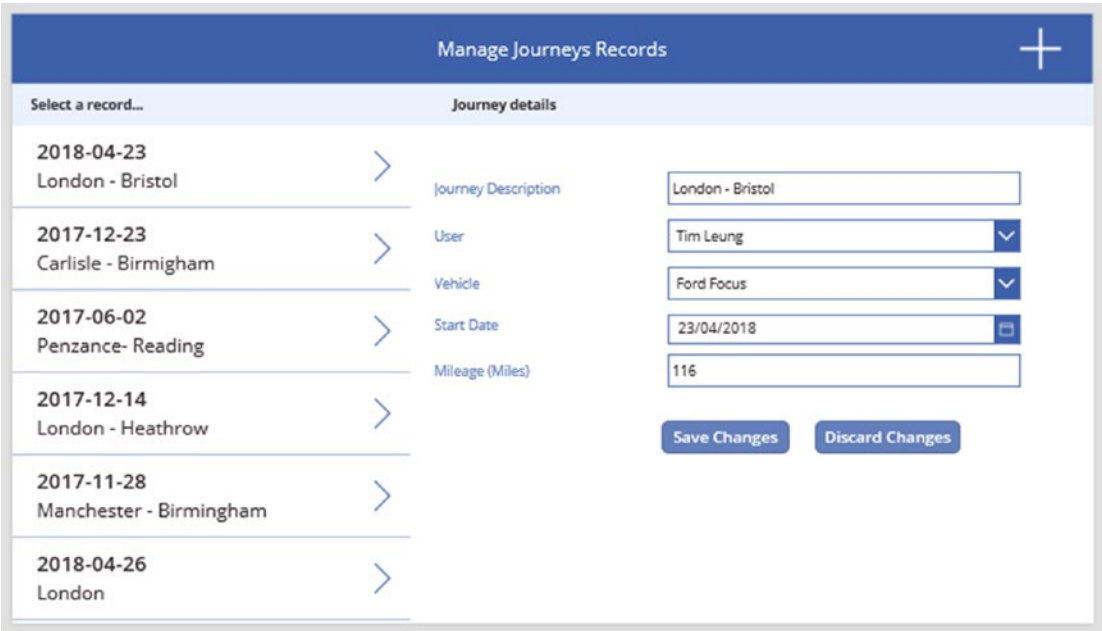 Manage Journeys Records
Select a record...
Journey details
2018-04-23
London - Bristol
2017-12-23
Carlisle - Birmigham
2017-06-02
Penzance- Reading
2017-12-14
London - Heathrow
2017-11-28
Manchester - Birmingham
2018-04-26
London
Journey Description
London - Bristol
User
Tim Leung
Vehicle
Ford Focus
Start Date
23/04/2018
Mileage (Miles)
116
Save Changes
Discard Changes